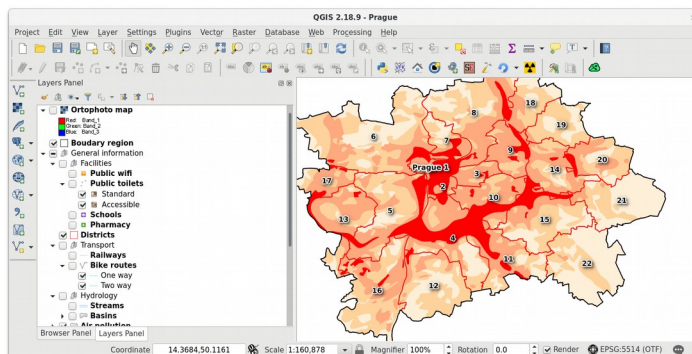 QGIS 2.18.9 - Prague
Project Edit View Layer Settings Plugins Vector Raster Database Web Processing Help
Layers Panel
Ortophoto map
Red: Band_1
Green: Band_2
Blue: Band_3
Boudary region
General information
Facilities
Public wifi
Public toilets
Standard
Accessible
Schools
Pharmacy
Districts
Transport
Railways
Bike routes
One way
Two way
Hydrology
Streams
Basins
Air pollution
Browser Panel Layers Panel
18
8
19
6
7
9
20
Prague 1
3
14
17
2
21
10
5
13
15
4
11
22
12
16
Coordinate 14.3684,50.1161 Scale 1:160,878 Magnifier 100% Rotation 0.0 Render EPSG:5514 (OTF)